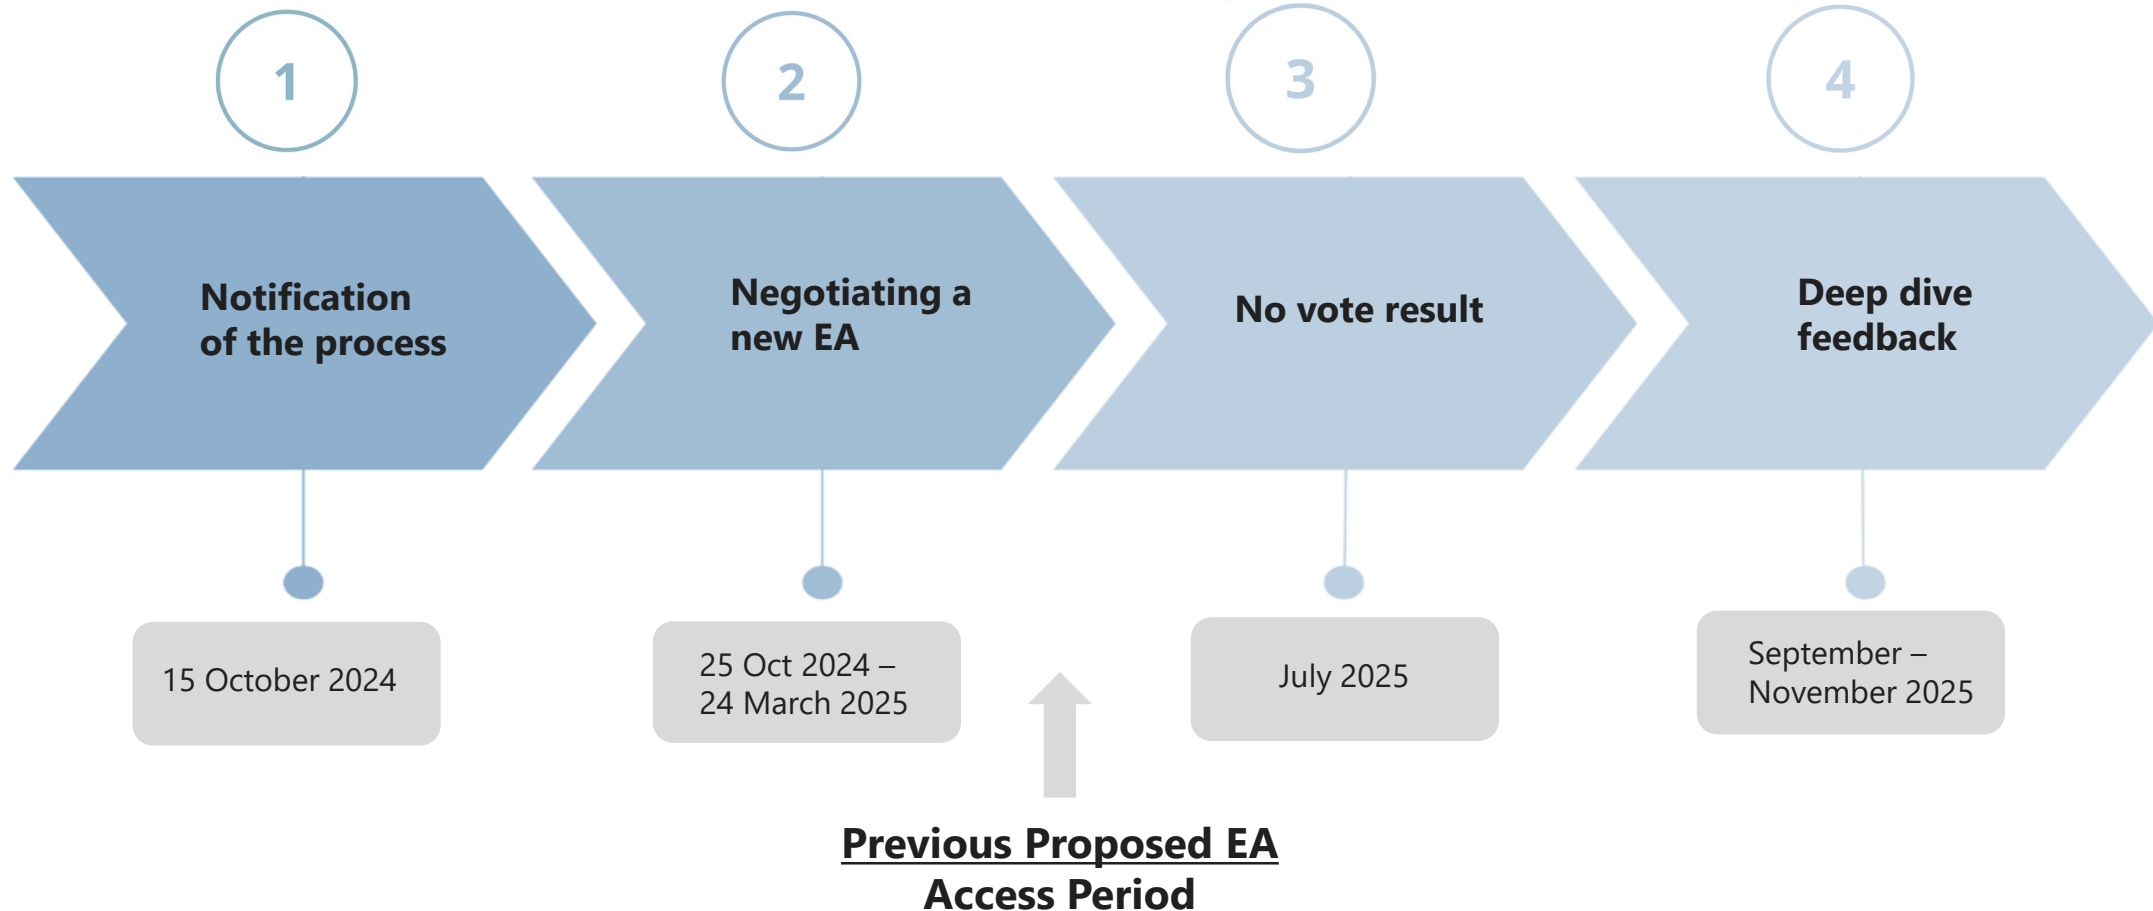 1
2
3
4
Notification
of the process
Negotiating a
new EA
No vote result
Deep dive
feedback
15 October 2024
25 Oct 2024 –
24 March 2025
July 2025
September –
November 2025
Previous Proposed EA
Access Period